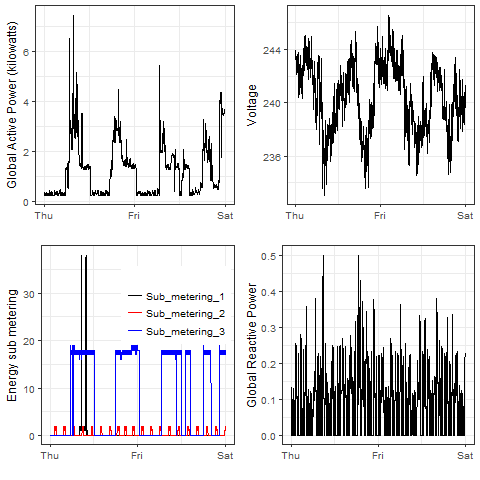 Global Active Power (kilowatts)
6
4
2
0
Thu
Fri
Sat
Voltage
244
240
236
Thu
Fri
Sat
Energy sub metering
30
20
10
0
Sub_metering_1
Sub_metering_2
Sub_metering_3
Thu
Fri
Sat
Global Reactive Power
0.5
0.4
0.3
0.2
0.1
0.0
Thu
Fri
Sat